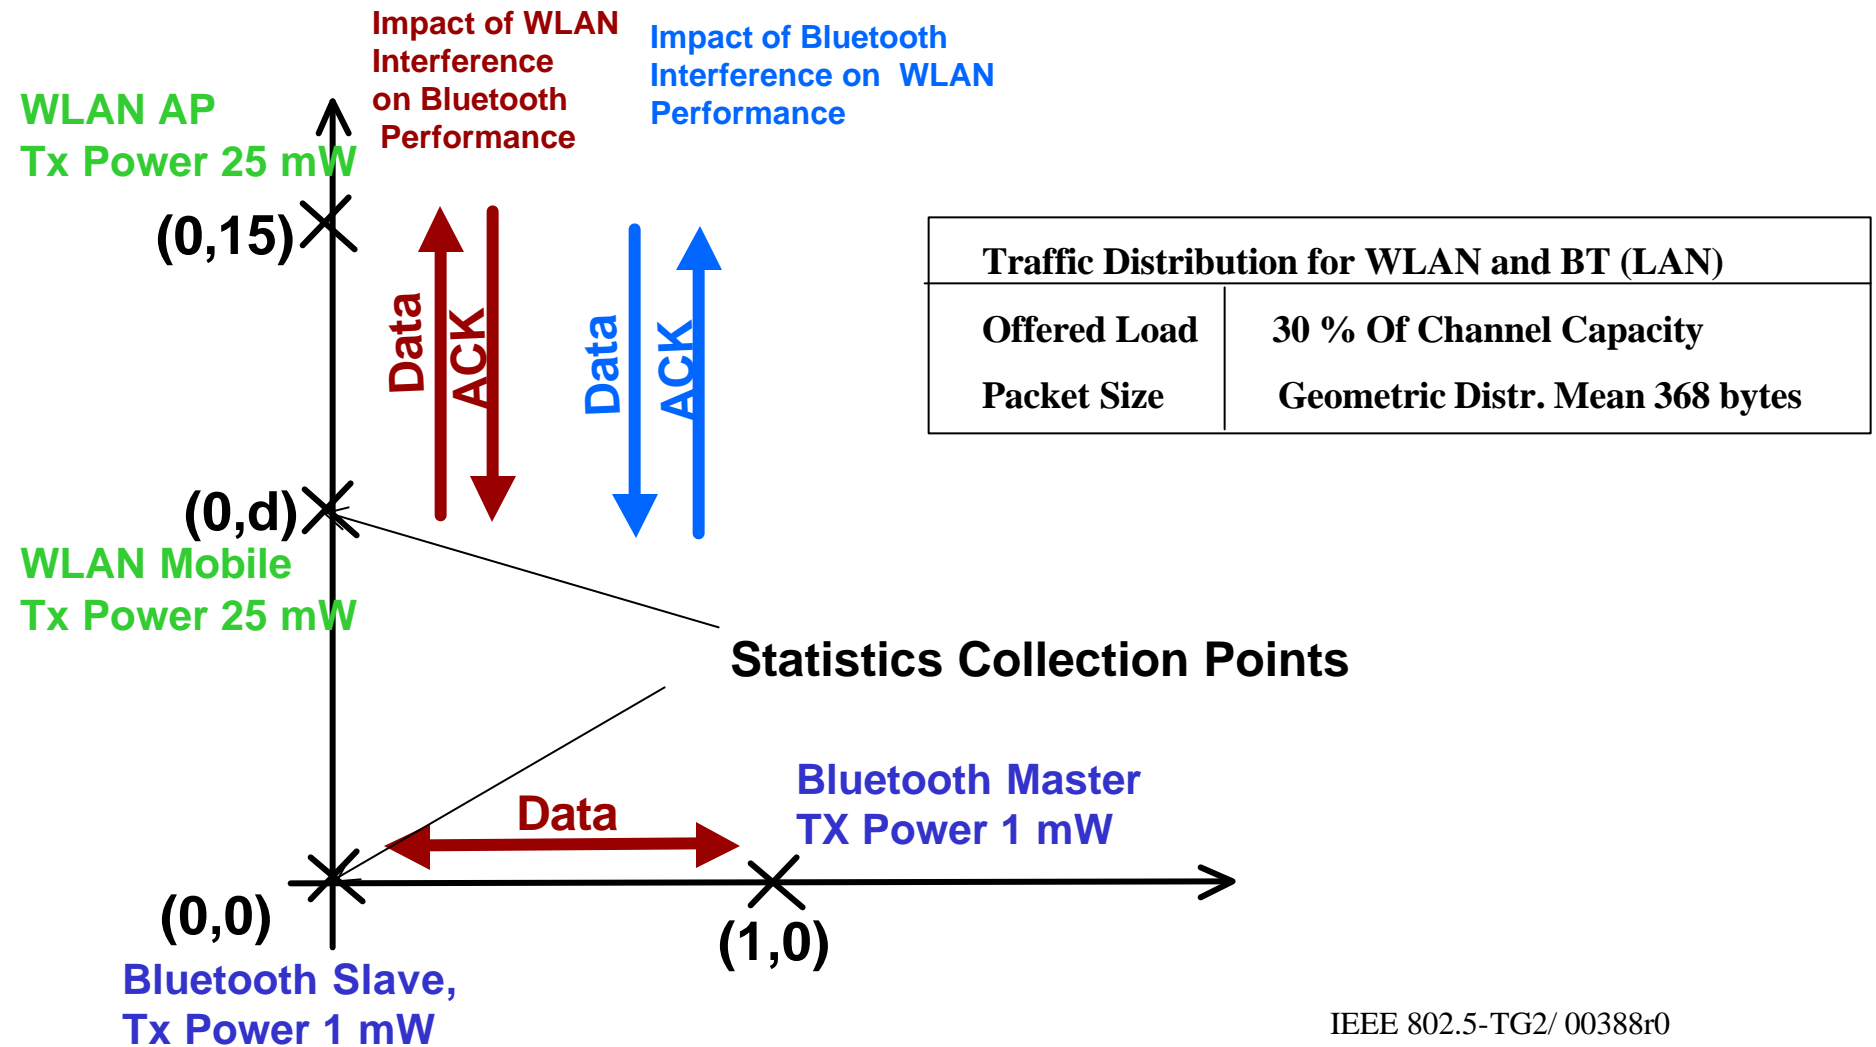 Impact of WLAN
Interference
on Bluetooth
Performance
Impact of Bluetooth
Interference on WLAN
Performance
WLAN AP
Tx Power 25 mW
(0,15)
Data
ACK
Data
ACK
Traffic Distribution for WLAN and BT (LAN)
Offered Load 30 % Of Channel Capacity
Packet Size Geometric Distr. Mean 368 bytes
(0,d)
WLAN Mobile
Tx Power 25 mW
Statistics Collection Points
Bluetooth Master
TX Power 1 mW
Data
(0,0)
(1,0)
Bluetooth Slave,
Tx Power 1 mW
IEEE 802.5-TG2/ 00388r0